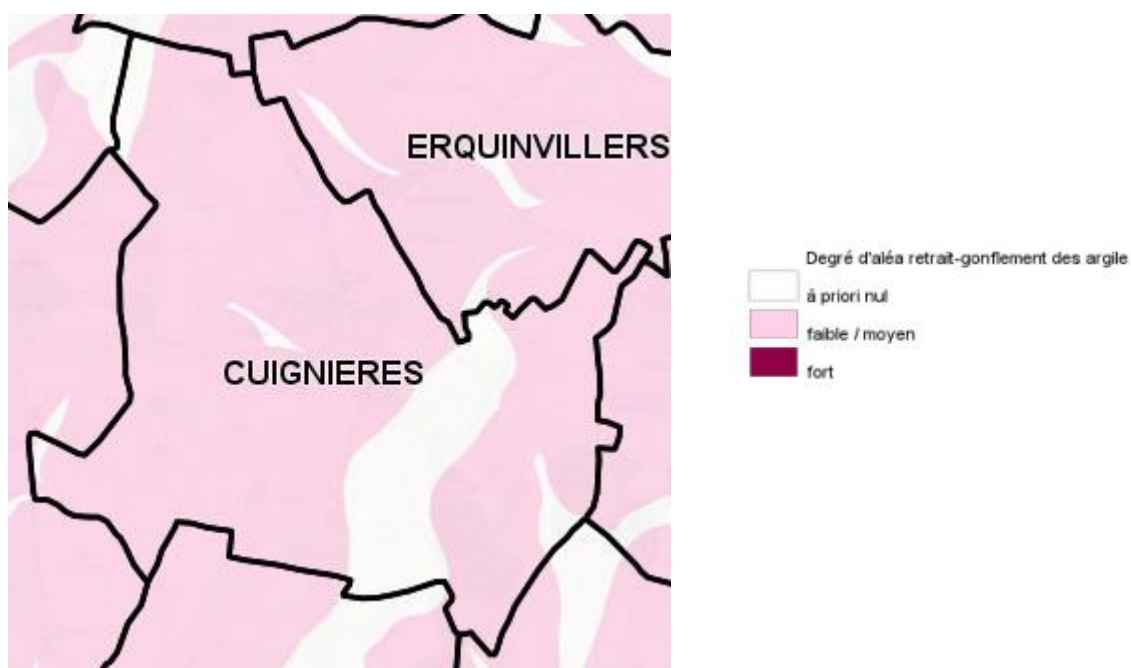 ERQUINVILLERS
CUIGNIERES
Degré d'aléa retrait-gonflement des argile
à priori nul
faible / moyen
fort